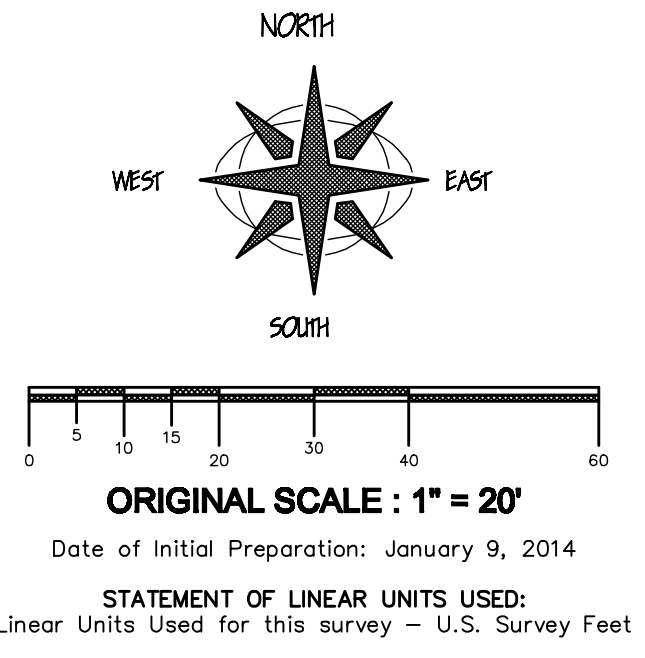 NORTH
WEST EAST
SOUTH
0 5 10 15 20 30 40 60
ORIGINAL SCALE : 1" = 20'
Date of Initial Preparation: January 9, 2014
STATEMENT OF LINEAR UNITS USED:
Linear Units Used for this survey – U.S. Survey Feet